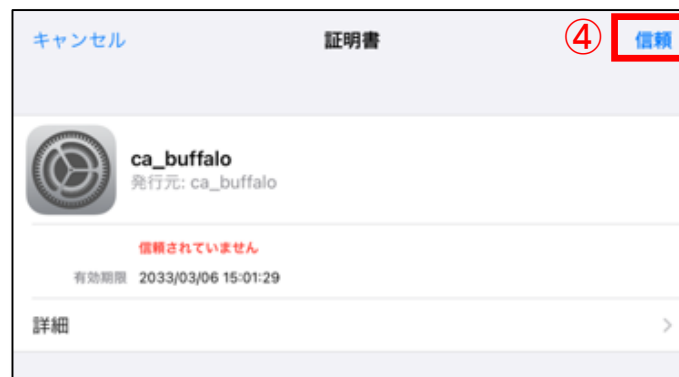 キャンセル 証明書 ④ 信頼
ca_buffalo
発行元: ca_buffalo
信頼されていません
有効期限 2033/03/06 15:01:29
詳細